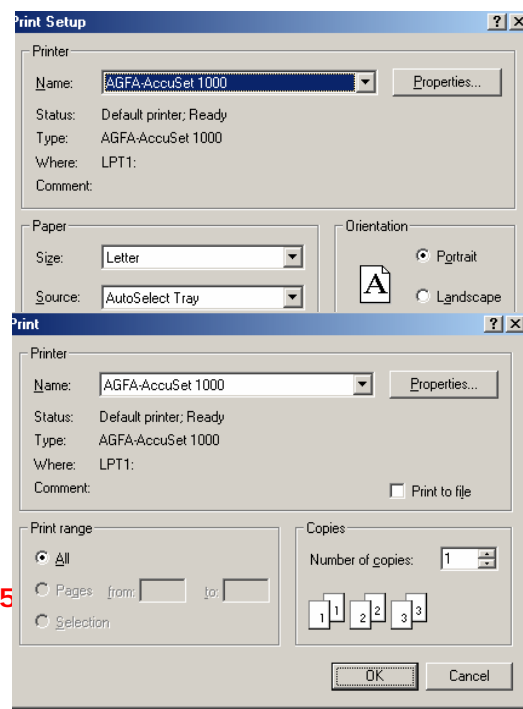 Print Setup
Printer
Name: AGFA-AccuSet 1000 Properties...
Status: Default printer; Ready
Type: AGFA-AccuSet 1000
Where: LPT1:
Comment:
Paper
Size: Letter
Source: AutoSelect Tray
Orientation
A
Portrait
Landscape
Print
Printer
Name: AGFA-AccuSet 1000 Properties...
Status: Default printer; Ready
Type: AGFA-AccuSet 1000
Where: LPT1:
Comment:
Print to file
Print range
All
5
Pages from: to:
Selection
Copies
Number of copies: 1
1 1 2 2 3 3
OK Cancel